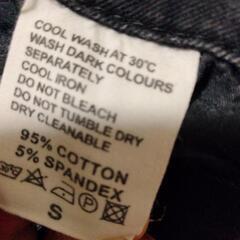 COOL WASH AT 30°C
WASH DARK COLOURS
SEPARATELY
COOL IRON
DO NOT BLEACH
DO NOT TUMBLE DRY
DRY CLEANABLE
95% COTTON
5% SPANDEX
S